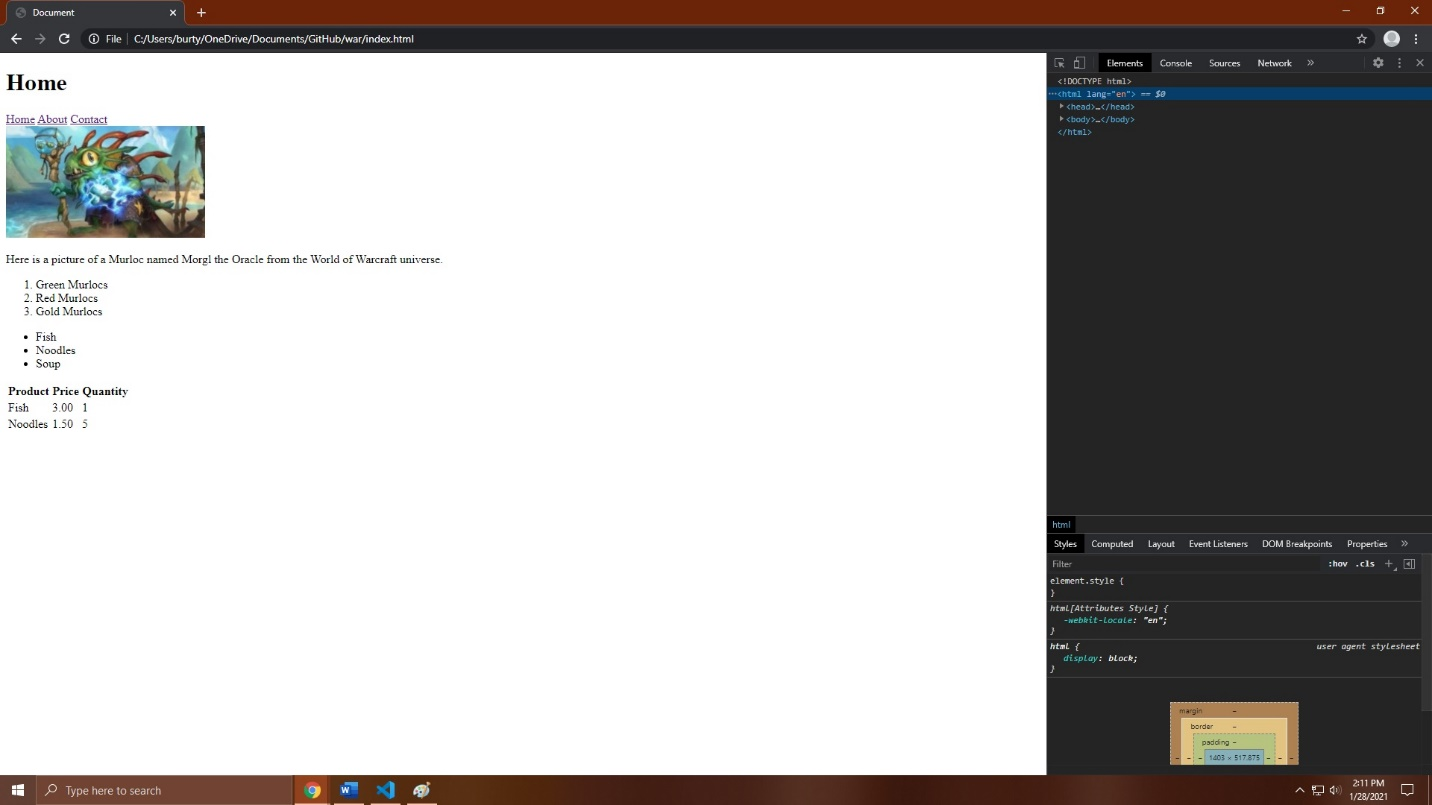 Document
File C:/Users/burty/OneDrive/Documents/GitHub/war/index.html
Home
Home About Contact
Here is a picture of a Murloc named Morgl the Oracle from the World of Warcraft universe.
1. Green Murlocs
2. Red Murlocs
3. Gold Murlocs
• Fish
• Noodles
• Soup
Product Price Quantity
Fish 3.00 1
Noodles 1.50 5
Elements Console Sources Network »
<!DOCTYPE html>
<html lang="en"> == $0
<head>…</head>
<body>…</body>
</html>
html
Styles Computed Layout Event Listeners DOM Breakpoints Properties »
Filter :hov .cls +
element.style {
}
html[Attributes Style] {
-webkit-locale: "en";
}
html { user agent stylesheet
display: block;
}
margin -
border -
padding -
- - - 1403 × 517.875 - - -
Type here to search
2:11 PM
1/28/2021